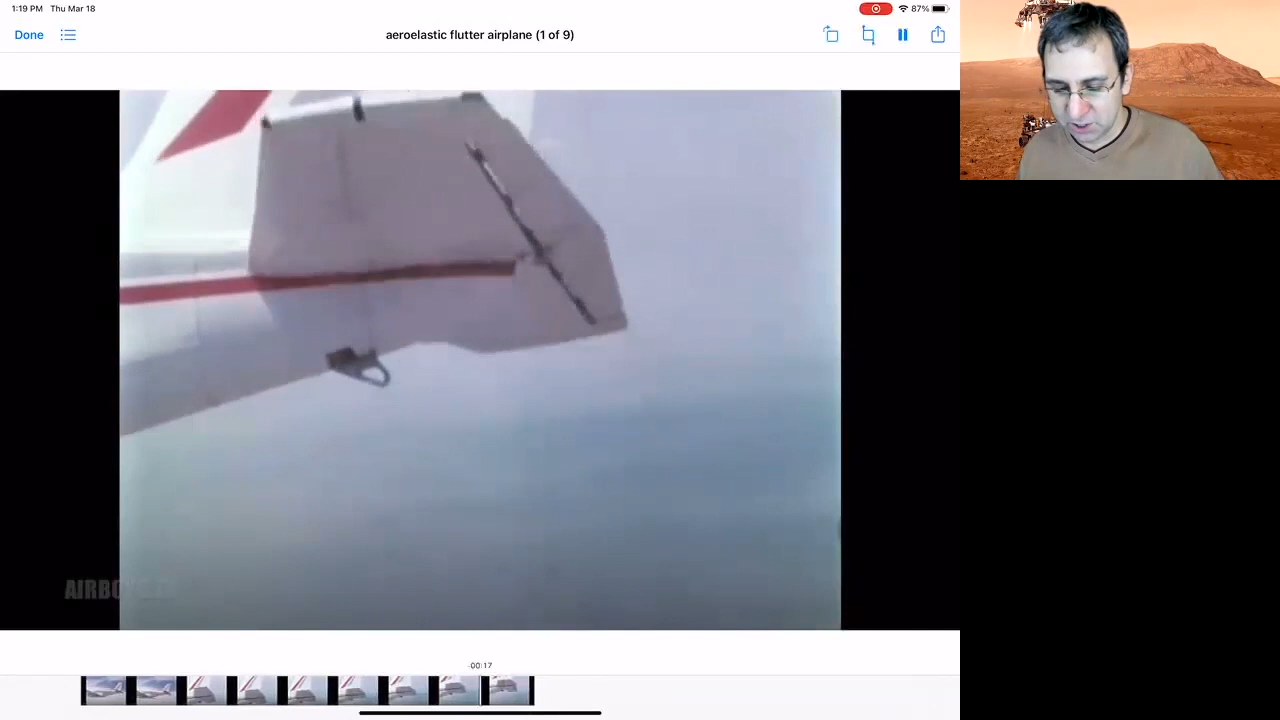 1:19 PM Thu Mar 18
87%
Done
aeroelastic flutter airplane (1 of 9)
00:17